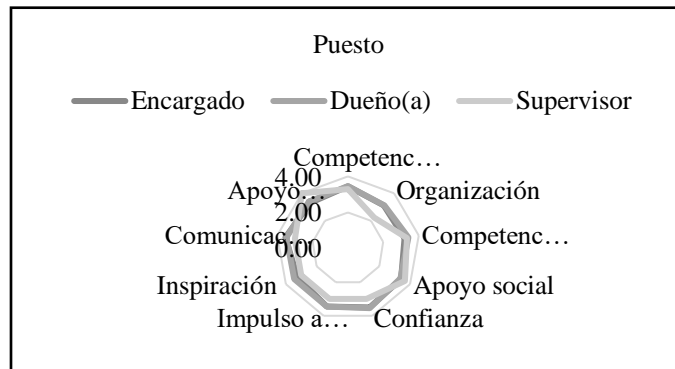 Puesto
Encargado Dueño(a) Supervisor
Competenc...
Organización
Competenc...
Apoyo social
Confianza
Impulso a...
Inspiración
Comunicac...
Apoyo...
4.00
2.00
0.00